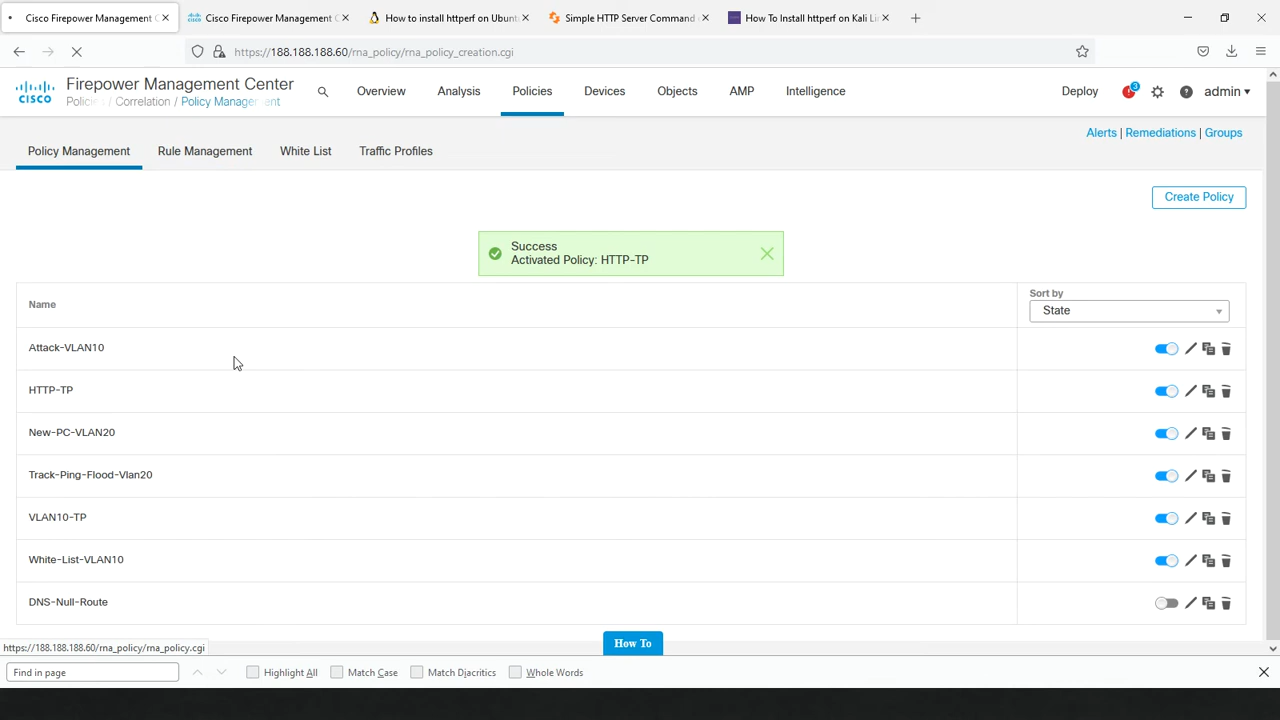 Cisco Firepower Management C
Cisco Firepower Management C
How to install httperf on Ubunt
Simple HTTP Server Command
How To Install httperf on Kali Li
https://188.188.188.60/rna_policy/rna_policy_creation.cgi
CISCO
Firepower Management Center
Policies / Correlation / Policy Management
Overview
Analysis
Policies
Devices
Objects
AMP
Intelligence
Deploy
3
admin
Alerts | Remediations | Groups
Policy Management
Rule Management
White List
Traffic Profiles
Create Policy
Success
Activated Policy: HTTP-TP
Name
Sort by
State
Attack-VLAN10
HTTP-TP
New-PC-VLAN20
Track-Ping-Flood-Vlan20
VLAN10-TP
White-List-VLAN10
DNS-Null-Route
How To
https://188.188.188.60/rna_policy/rna_policy.cgi
Find in page
Highlight All
Match Case
Match Diacritics
Whole Words